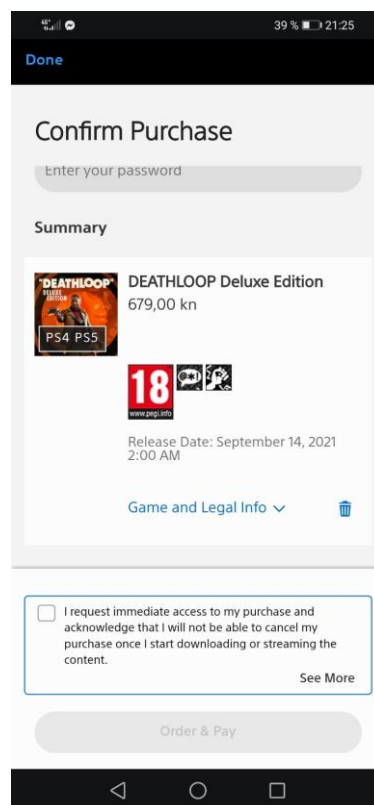 39 % 21:25
Done
Confirm Purchase
Enter your password
Summary
DEATHLOOP Deluxe Edition
679,00 kn
"DEATHLOOP"
DELUXE
EDITION
PS4 PS5
18
www.pegi.info
Release Date: September 14, 2021
2:00 AM
Game and Legal Info
I request immediate access to my purchase and
acknowledge that I will not be able to cancel my
purchase once I start downloading or streaming the
content.
See More
Order & Pay